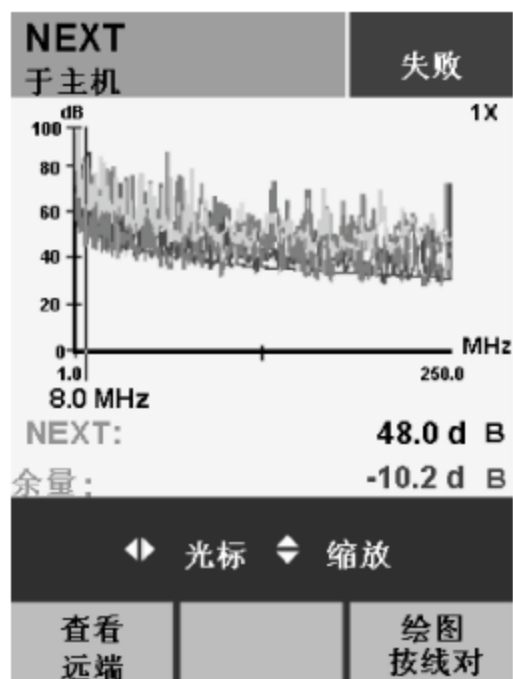 NEXT
失败
于主机
dB
1X
100
80
60
40
20
0
MHz
1.0
250.0
8.0 MHz
NEXT:
48.0 d B
余量:
-10.2 d B
光标 缩放
查看
远端
绘图
按线对